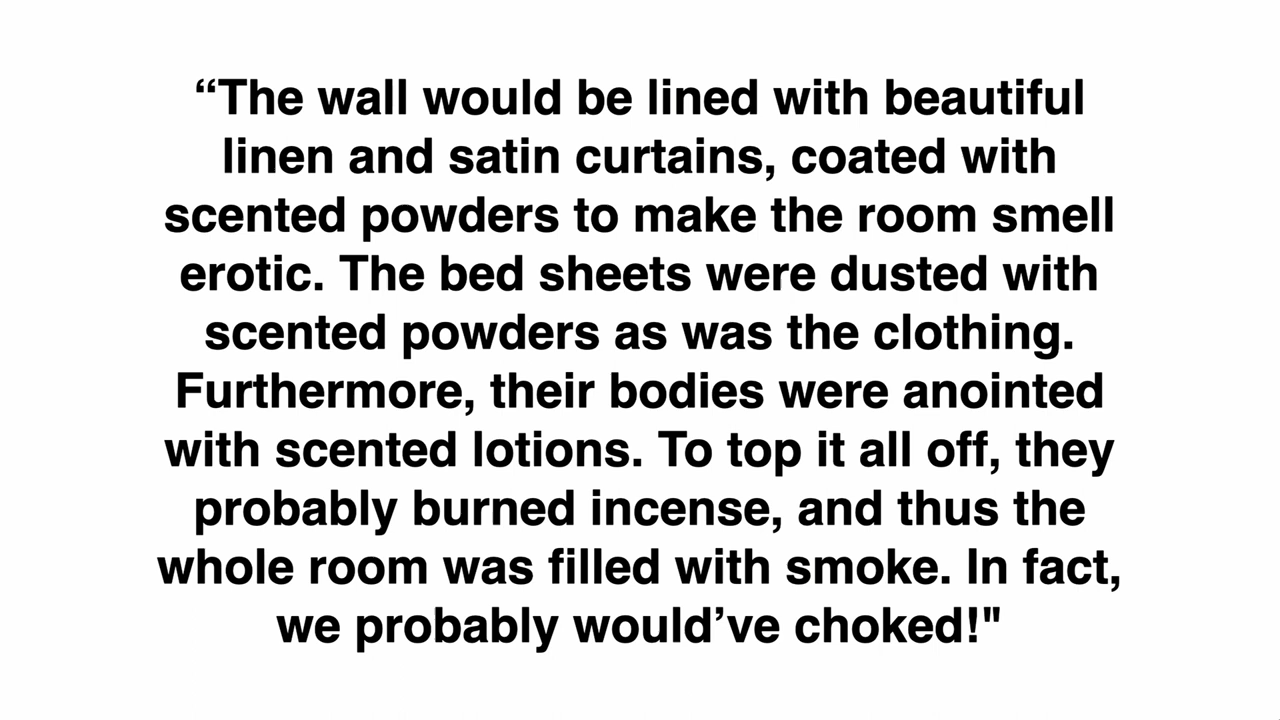 “The wall would be lined with beautiful
linen and satin curtains, coated with
scented powders to make the room smell
erotic. The bed sheets were dusted with
scented powders as was the clothing.
Furthermore, their bodies were anointed
with scented lotions. To top it all off, they
probably burned incense, and thus the
whole room was filled with smoke. In fact,
we probably would’ve choked!"